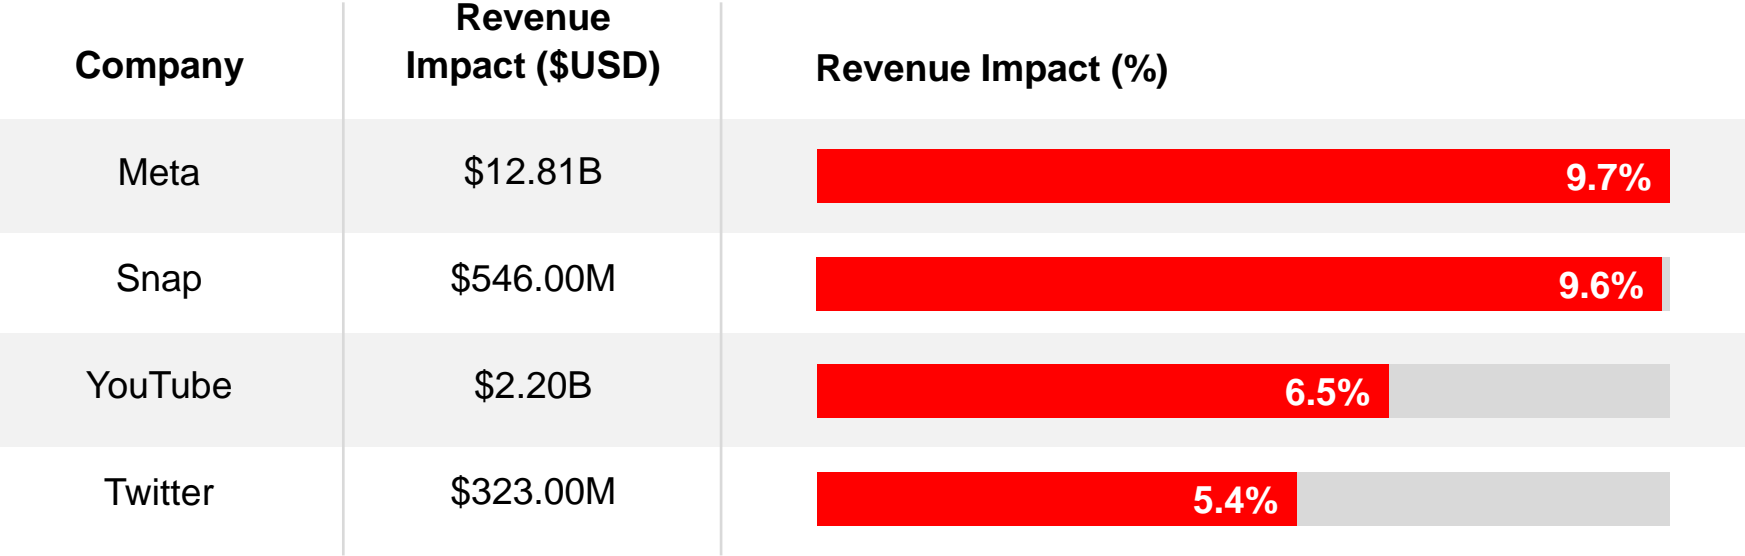 Company
Revenue
Impact ($USD)
Revenue Impact (%)
Meta $12.81B 9.7%
Snap $546.00M 9.6%
YouTube $2.20B 6.5%
Twitter $323.00M 5.4%